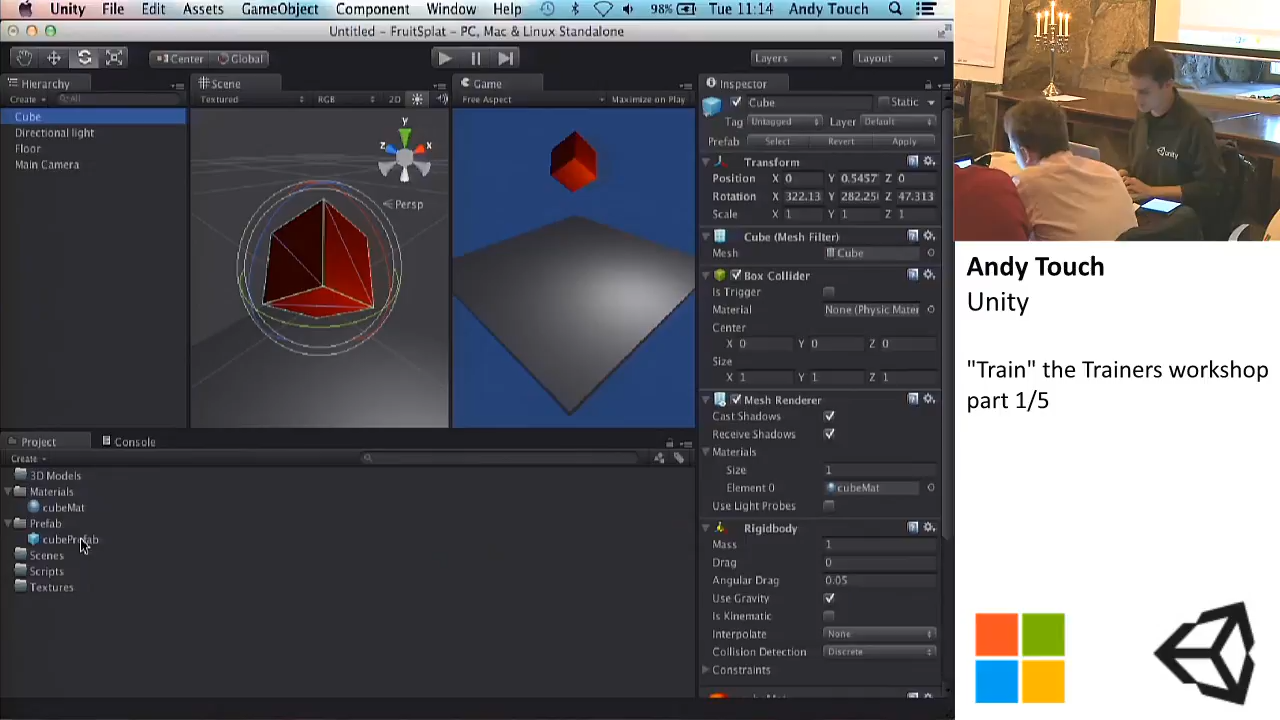 Unity File Edit Assets GameObject Component Window Help 98% Tue 11:14 Andy Touch
Untitled - FruitSplat - PC, Mac & Linux Standalone
Center Global Layers Layout
Hierarchy Scene Game Inspector
Create All Textured RGB 2D Free Aspect Maximize on Play
Cube Static
Tag Untagged Layer Default
Prefab Select Revert Apply
Cube
Directional light
Floor
Main Camera
y
z x
Persp
Transform
Position X 0 Y 0.5457 Z 0
Rotation X 322.13 Y 282.25 Z 47.313
Scale X 1 Y 1 Z 1
Cube (Mesh Filter)
Mesh Cube
Box Collider
Is Trigger
Material None (Physic Mater
Center
X 0 Y 0 Z 0
Size
X 1 Y 1 Z 1
Mesh Renderer
Cast Shadows
Receive Shadows
Materials
Size 1
Element 0 cubeMat
Use Light Probes
Rigidbody
Mass 1
Drag 0
Angular Drag 0.05
Use Gravity
Is Kinematic
Interpolate None
Collision Detection Discrete
Constraints
Project Console
Create
3D Models
Materials
cubeMat
Prefab
cubePrefab
Scenes
Scripts
Textures
unity
Andy Touch
Unity
"Train" the Trainers workshop
part 1/5